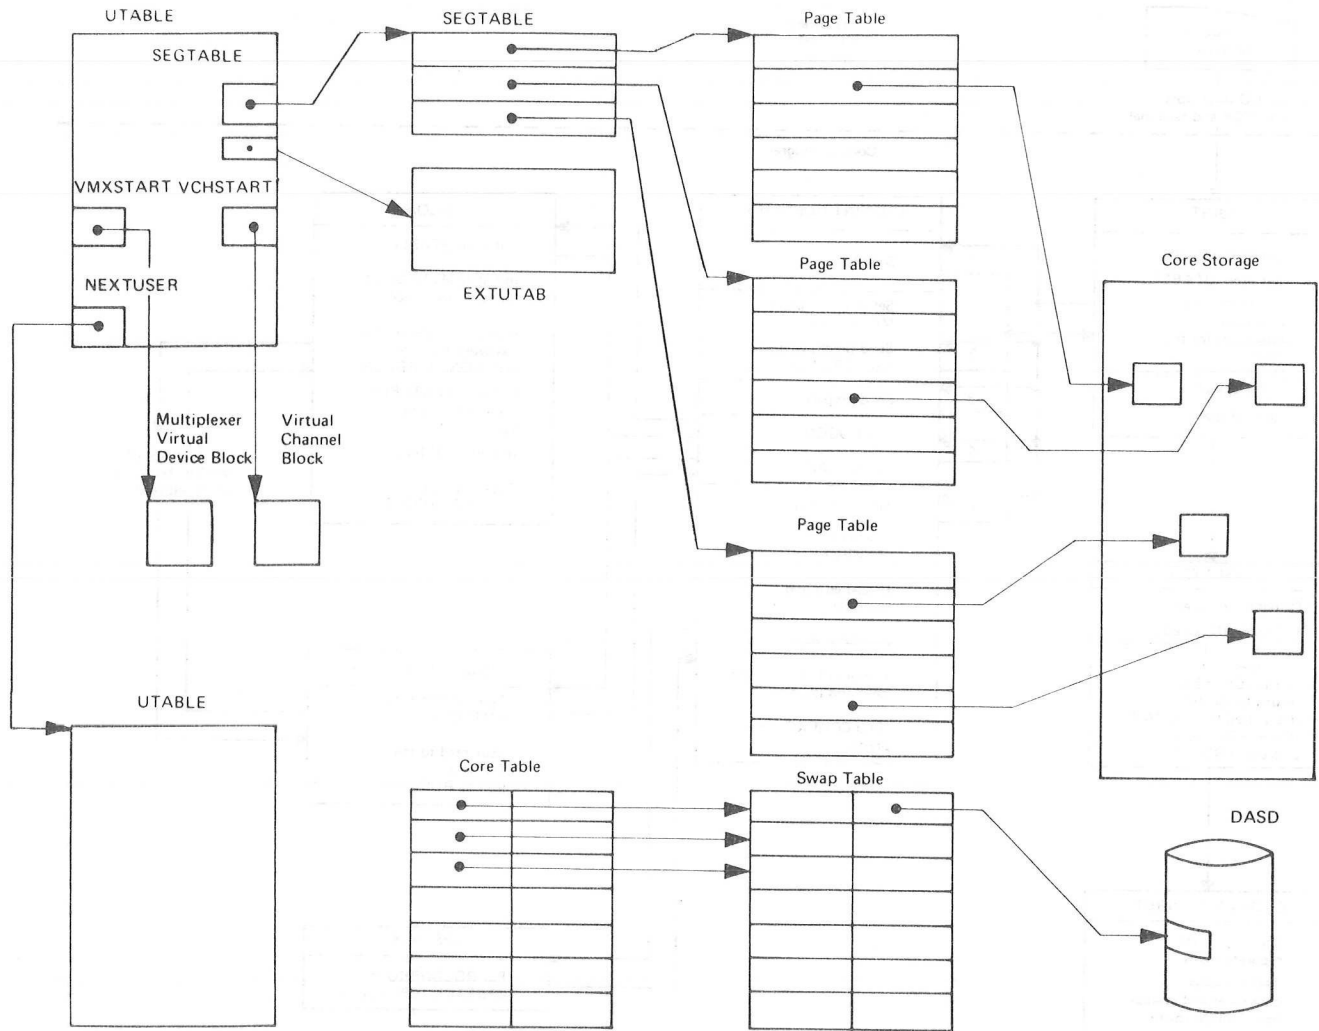 UTABLE
SEGTABLE
Page Table
SEGTABLE
VMXSTART VCHSTART
NEXTUSER
EXTUTAB
Page Table
Core Storage
Multiplexer
Virtual
Device Block
Virtual
Channel
Block
Page Table
UTABLE
Core Table
Swap Table
DASD